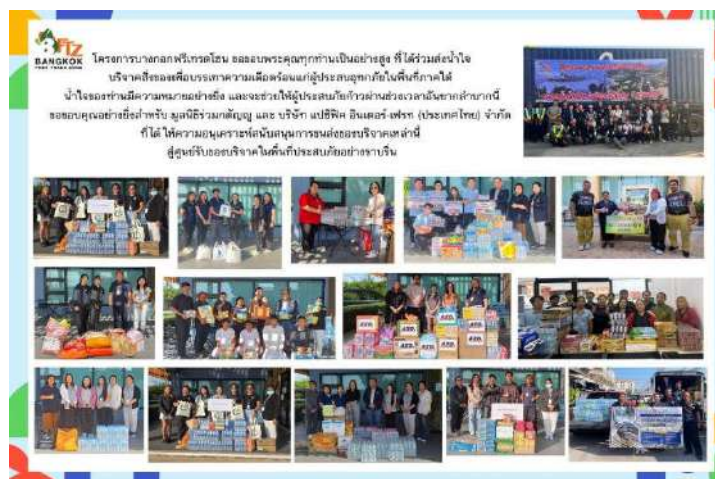 BFTZ
BANGKOK
FREE TRADE ZONE
โครงการบางกอกฟรีเทรดโซน ขอขอบพระคุณทุกท่านเป็นอย่างสูง ที่ได้ร่วมส่งน้ำใจ
บริจาคสิ่งของเพื่อบรรเทาความเดือดร้อนแก่ผู้ประสบอุทกภัยในพื้นที่ภาคใต้
น้ำใจของท่านมีความหมายอย่างยิ่ง และจะช่วยให้ผู้ประสบภัยก้าวผ่านช่วงเวลาอันยากลำบากนี้
ขอขอบคุณอย่างยิ่งสำหรับ มูลนิธิร่วมกตัญญู และ บริษัท แปซิฟิค อินเตอร์-เฟรท (ประเทศไทย) จำกัด
ที่ได้ ให้ความอนุเคราะห์สนับสนุนการขนส่งของบริจาคเหล่านี้
สู่ศูนย์รับของบริจาคในพื้นที่ประสบภัยอย่างราบรื่น